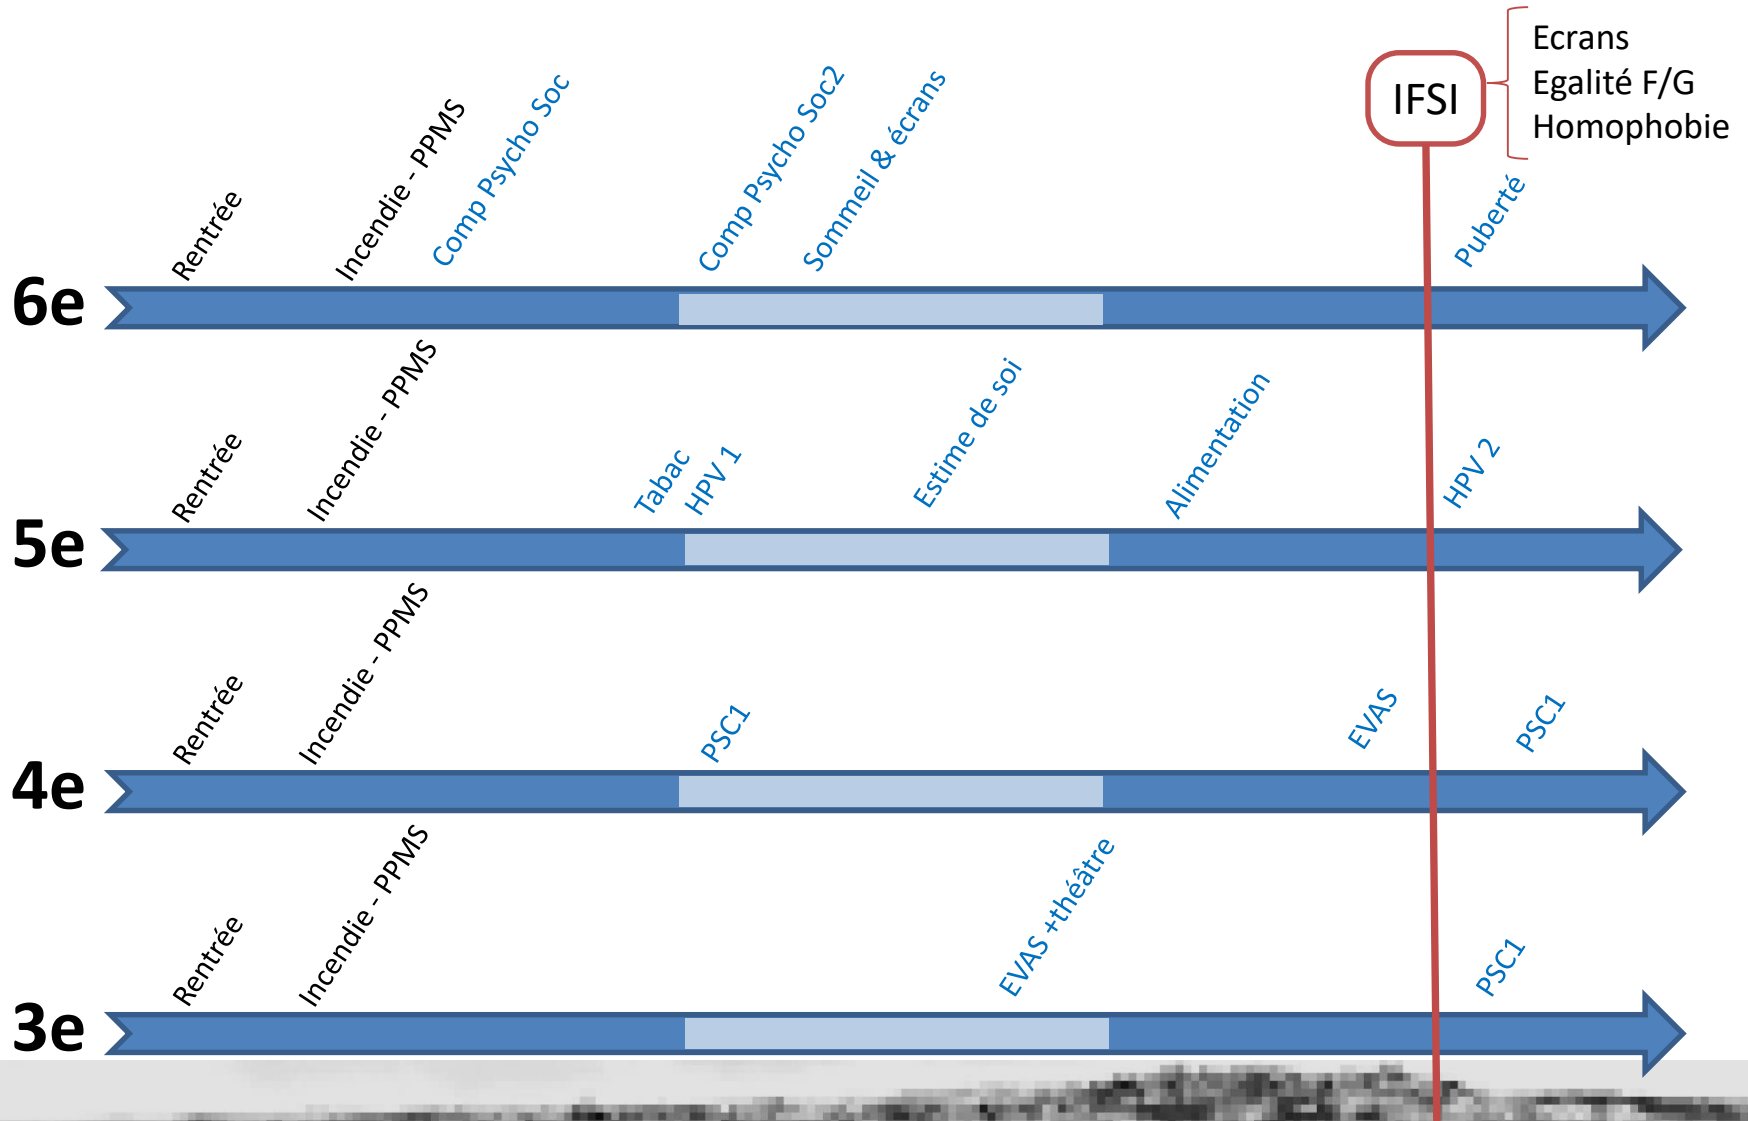 Ecrans
IFSI
Egalité F/G
Homophobie
Rentrée
Incendie - PPMS
Comp Psycho Soc
Comp Psycho Soc2
Sommeil & écrans
Puberté
6e
Rentrée
Incendie - PPMS
Tabac
HPV 1
Estime de soi
Alimentation
HPV 2
5e
Rentrée
Incendie - PPMS
PSC1
EVAS
PSC1
4e
Rentrée
Incendie - PPMS
EVAS +théâtre
PSC1
3e